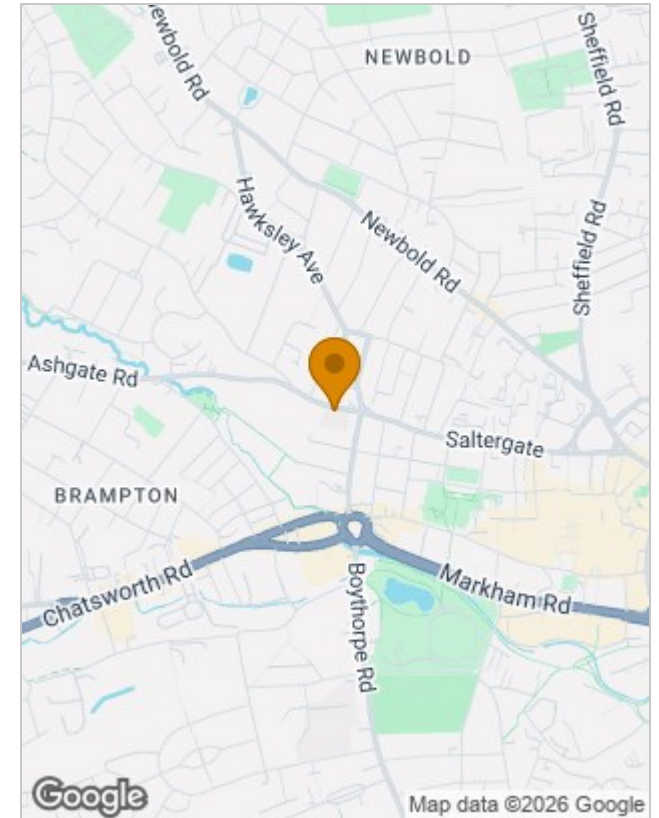 ewbold Rd
NEWBOLD
Sheffield Rd
Hawksley Ave
Newbold Rd
Sheffield Rd
Ashgate Rd
Saltergate
BRAMPTON
Chatsworth Rd
Markham Rd
Boythorpe Rd
Google
Map data ©2026 Google